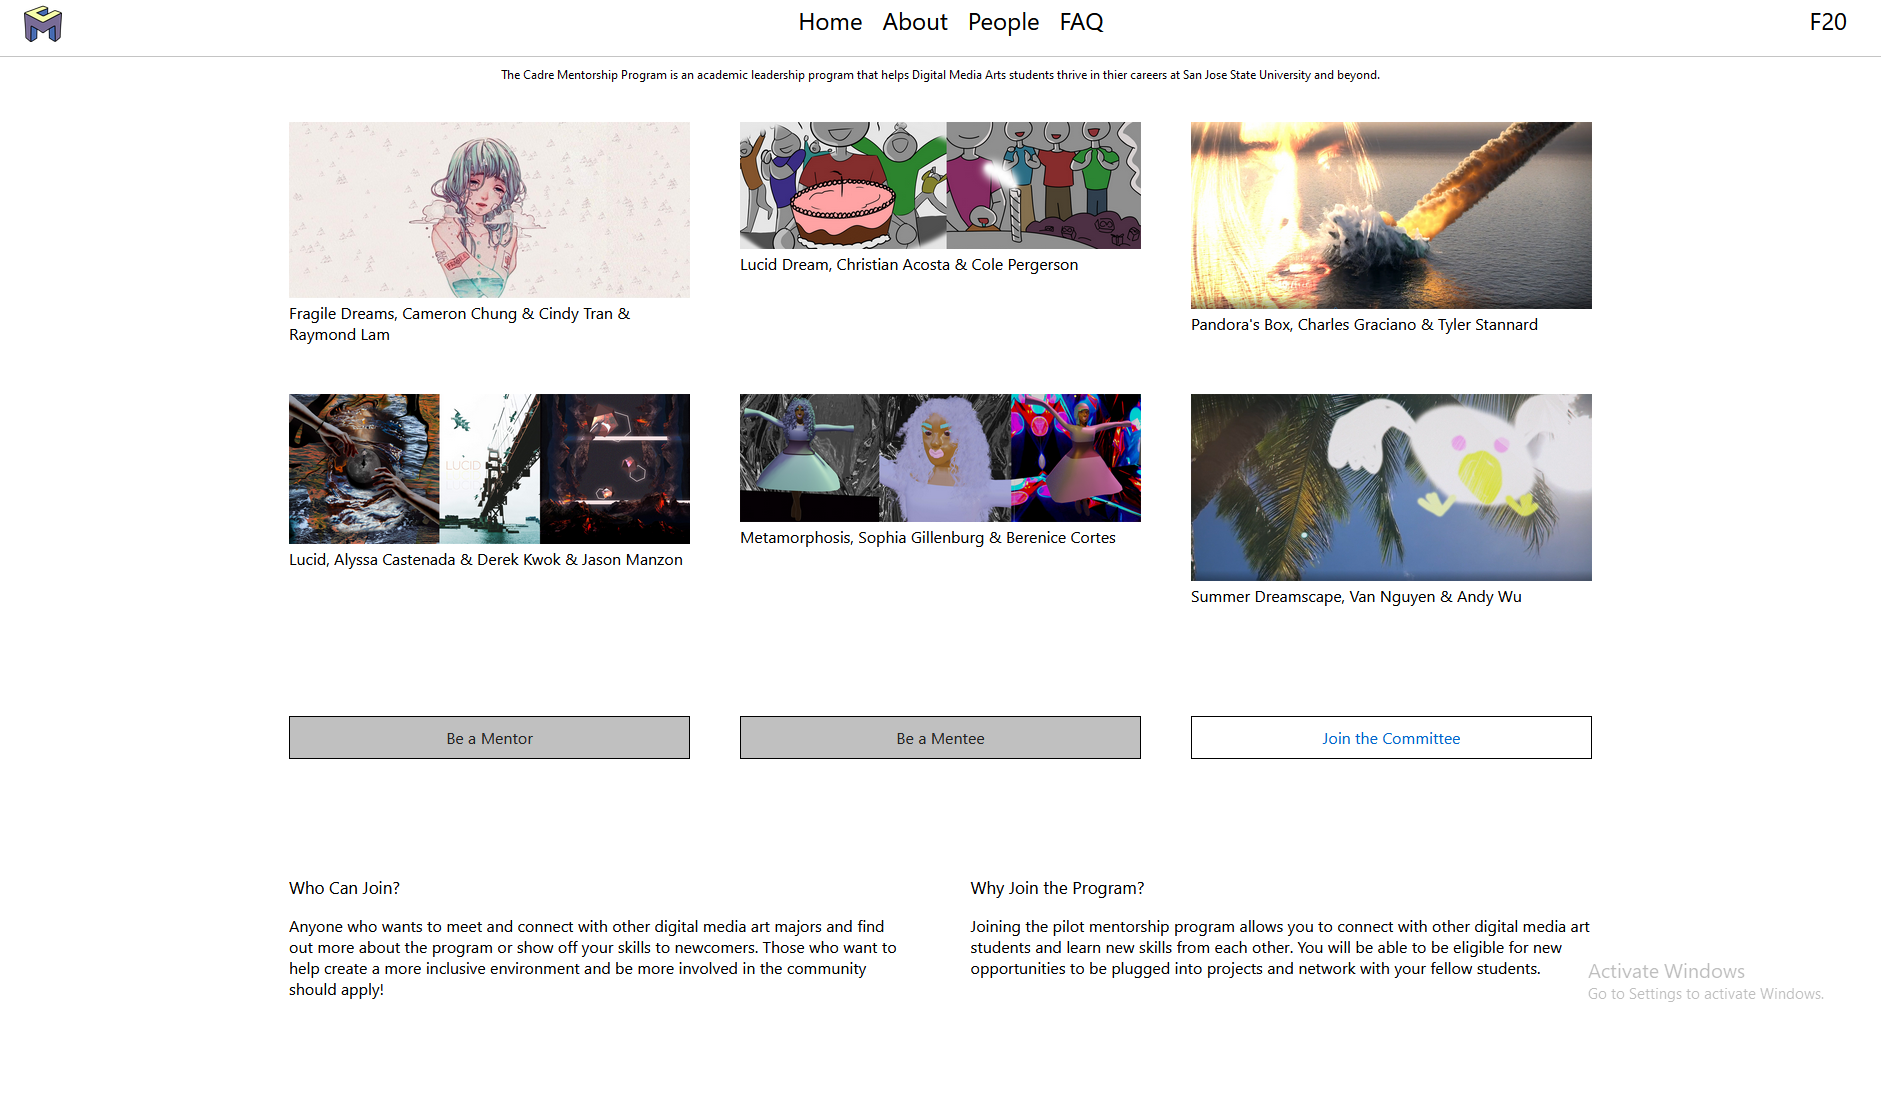 Home About People FAQ F20
The Cadre Mentorship Program is an academic leadership program that helps Digital Media Arts students thrive in thier careers at San Jose State University and beyond.
Fragile Dreams, Cameron Chung & Cindy Tran &
Raymond Lam
Lucid Dream, Christian Acosta & Cole Pergerson
Pandora's Box, Charles Graciano & Tyler Stannard
LUCID
Lucid, Alyssa Castenada & Derek Kwok & Jason Manzon
Metamorphosis, Sophia Gillenburg & Berenice Cortes
Summer Dreamscape, Van Nguyen & Andy Wu
Be a Mentor
Be a Mentee
Join the Committee
Who Can Join?
Anyone who wants to meet and connect with other digital media art majors and find
out more about the program or show off your skills to newcomers. Those who want to
help create a more inclusive environment and be more involved in the community
should apply!
Why Join the Program?
Joining the pilot mentorship program allows you to connect with other digital media art
students and learn new skills from each other. You will be able to be eligible for new
opportunities to be plugged into projects and network with your fellow students.
Activate Windows
Go to Settings to activate Windows.